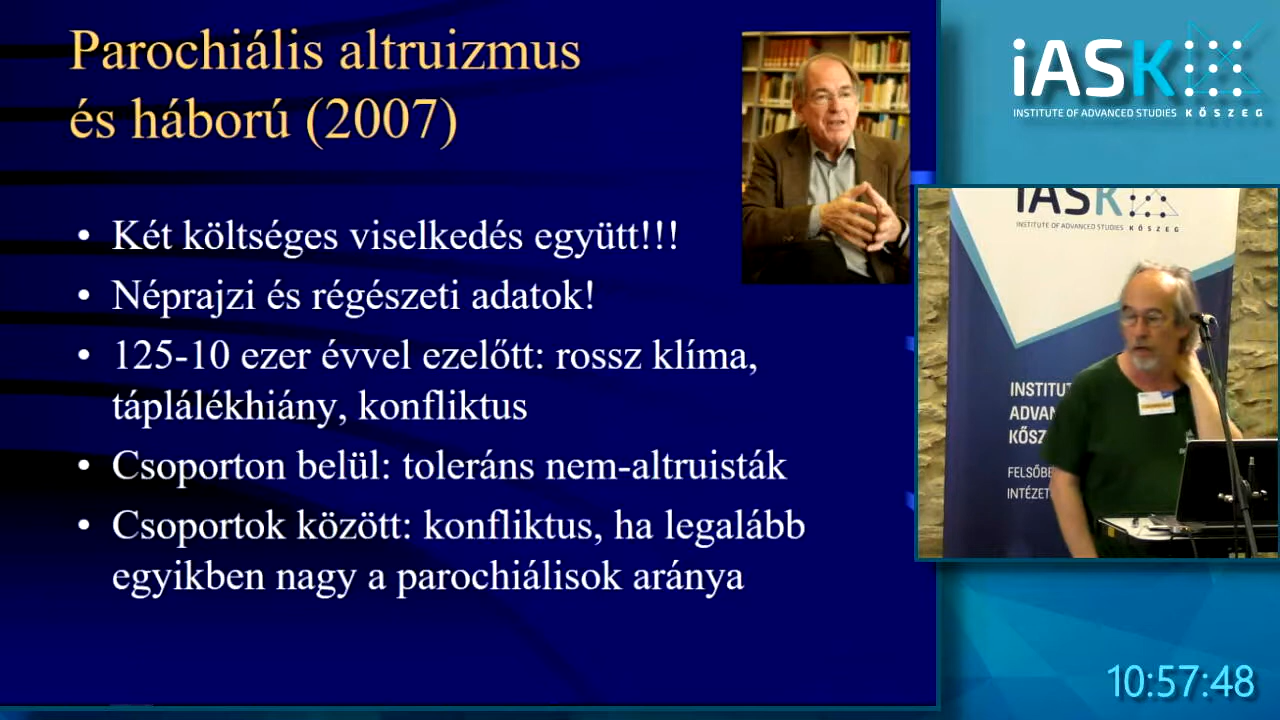 Parochiális altruizmus
és háború (2007)
• Két költséges viselkedés együtt!!!
• Néprajzi és régészeti adatok!
• 125-10 ezer évvel ezelőtt: rossz klíma,
táplálékhiány, konfliktus
• Csoporton belül: toleráns nem-altruisták
• Csoportok között: konfliktus, ha legalább
egyikben nagy a parochiálisok aránya
iASK
INSTITUTE OF ADVANCED STUDIES KŐSZEG
iASK
INSTITUTE OF ADVANCED STUDIES KŐSZEG
INSTITUT
ADVAN
KŐSZ
FELSŐB
INTÉZET
10:57:48